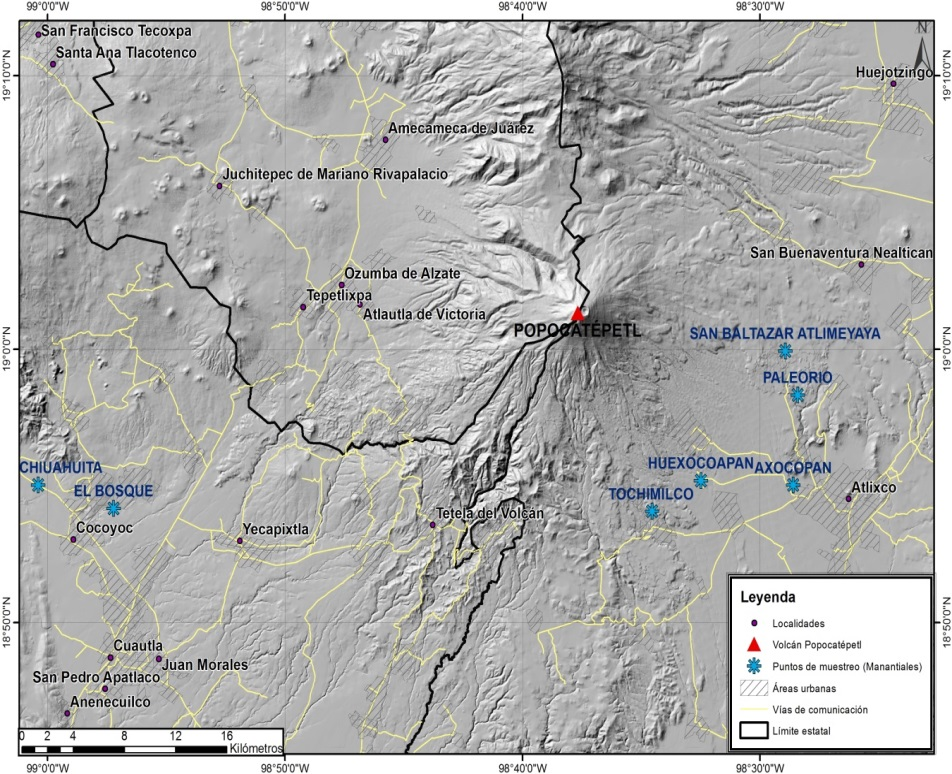 99°0'0"W
98°50'0"W
98°40'0"W
98°30'0"W
San Francisco Tecoxpa
Santa Ana Tlacotenco
N
19°10'0"N
19°10'0"N
Huejotzingo
Amecameca de Juárez
Juchitepec de Mariano Rivapalacio
San Buenaventura Nealtican
Ozumba de Alzate
Tepetlixpa
Atlautla de Victoria
POPOCATÉPETL
SAN BALTAZAR ATLIMEYAYA
19°0'0"N
19°0'0"N
PALEORIO
CHIUAHUITA
HUEXOCOAPAN
AXOCOPAN
EL BOSQUE
TOCHIMILCO
Atlixco
Cocoyoc
Yecapixtla
Tetela del Volcán
Leyenda
Localidades
Volcán Popocatépetl
Puntos de muestreo (Manantiales)
Áreas urbanas
Vías de comunicación
Límite estatal
18°50'0"N
18°50'0"N
Cuautla
Juan Morales
San Pedro Apatlaco
Anenecuilco
0 2 4 8 12 16
Kilómetros
99°0'0"W
98°50'0"W
98°40'0"W
98°30'0"W